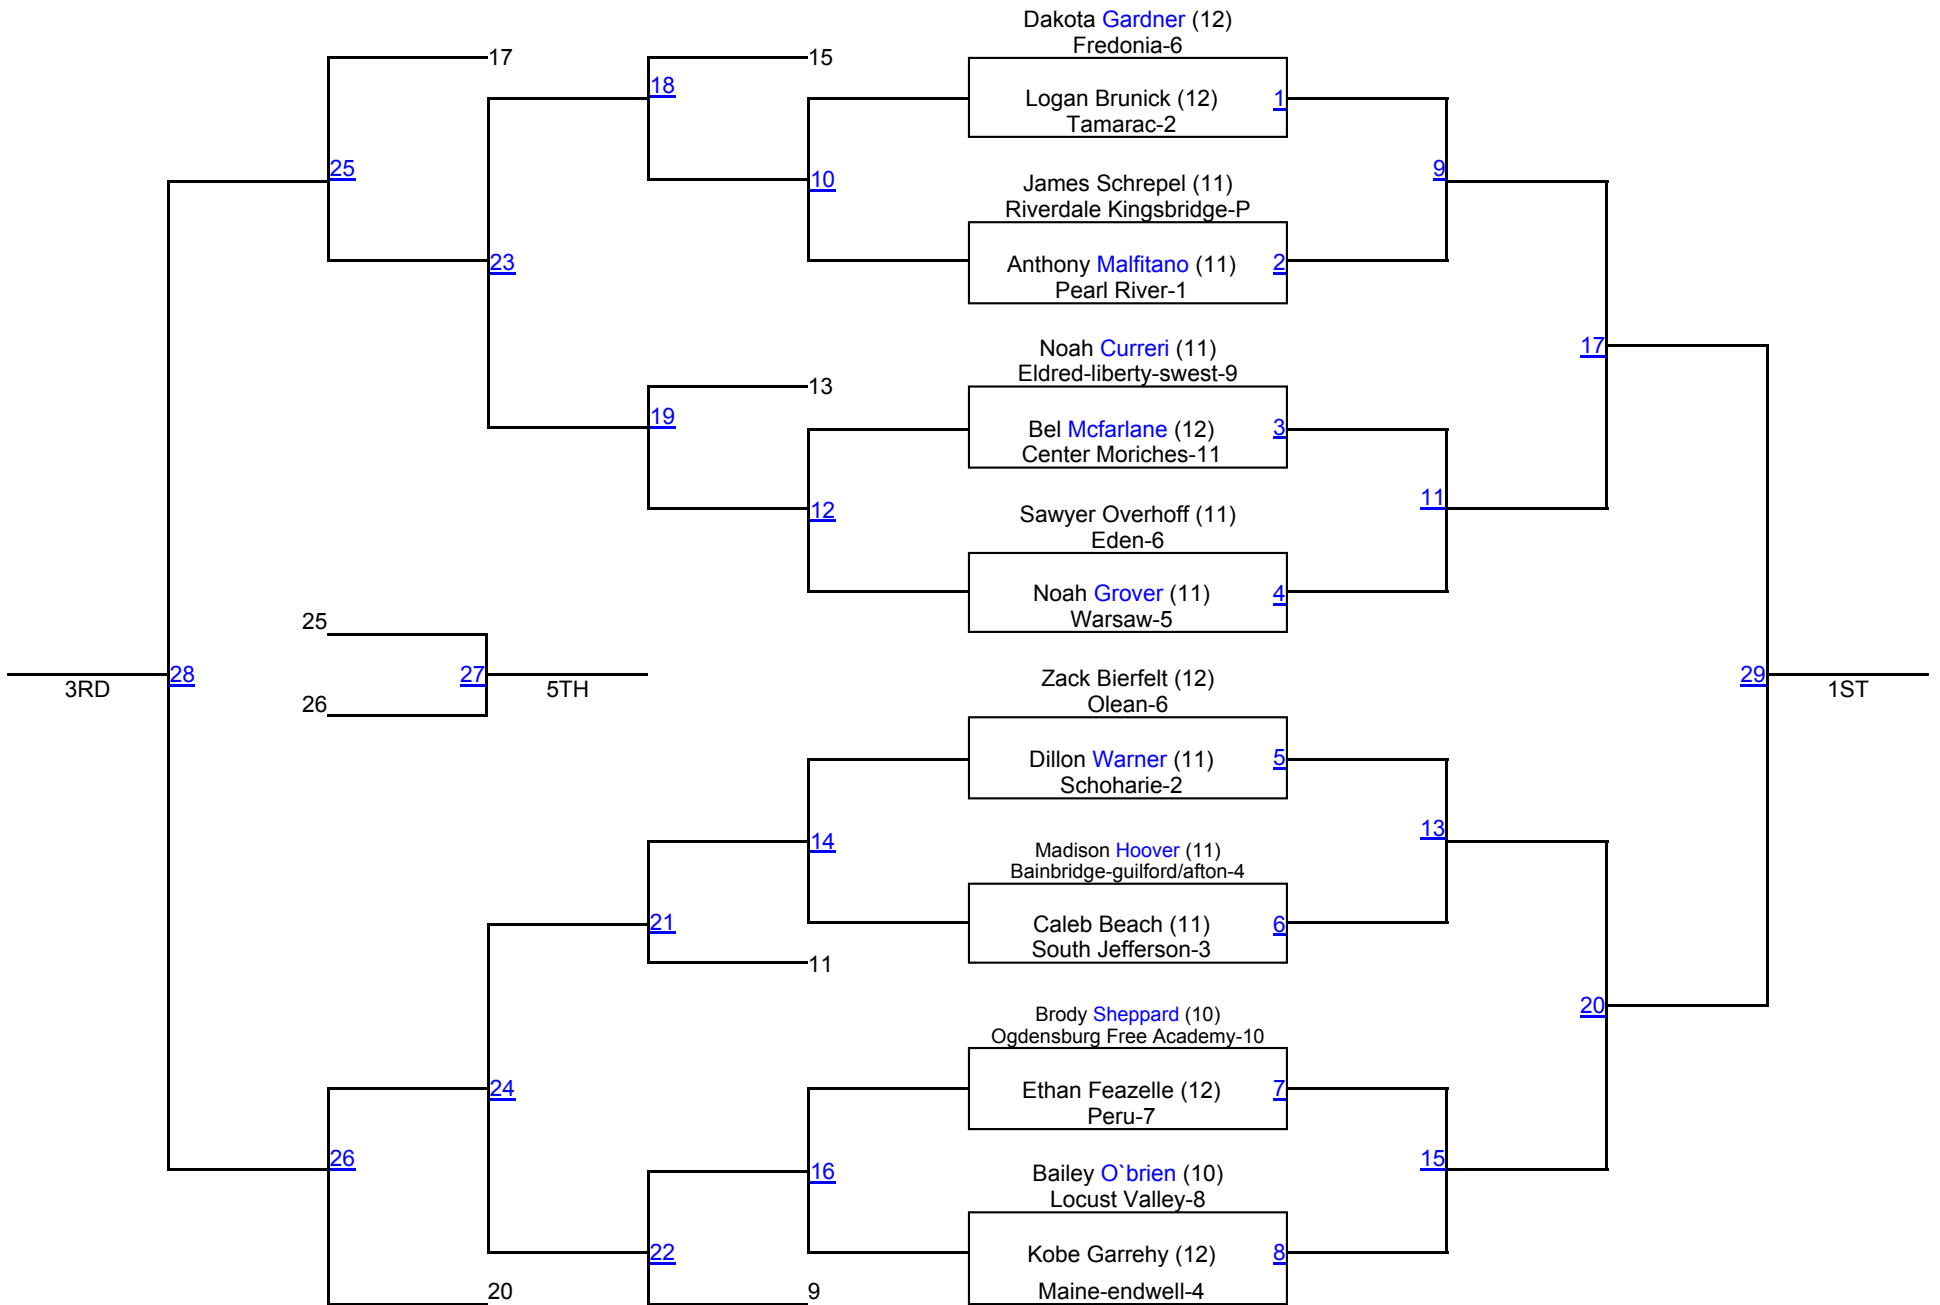 Dakota Gardner (12)
Fredonia-6
17
15
18
Logan Brunick (12)
1
Tamarac-2
25
10
9
James Schrepel (11)
Riverdale Kingsbridge-P
23
Anthony Malfitano (11)
2
Pearl River-1
Noah Curreri (11)
17
Eldred-liberty-swest-9
13
19
Bel Mcfarlane (12)
3
Center Moriches-11
12
11
Sawyer Overhoff (11)
Eden-6
Noah Grover (11)
4
Warsaw-5
25
28
27
29
3RD
5TH
1ST
Zack Bierfelt (12)
Olean-6
26
Dillon Warner (11)
5
Schoharie-2
14
13
Madison Hoover (11)
Bainbridge-guilford/afton-4
21
Caleb Beach (11)
6
South Jefferson-3
11
20
Brody Sheppard (10)
Ogdensburg Free Academy-10
24
Ethan Feazelle (12)
7
Peru-7
26
16
15
Bailey O`brien (10)
Locust Valley-8
22
Kobe Garrehy (12)
8
20
9
Maine-endwell-4